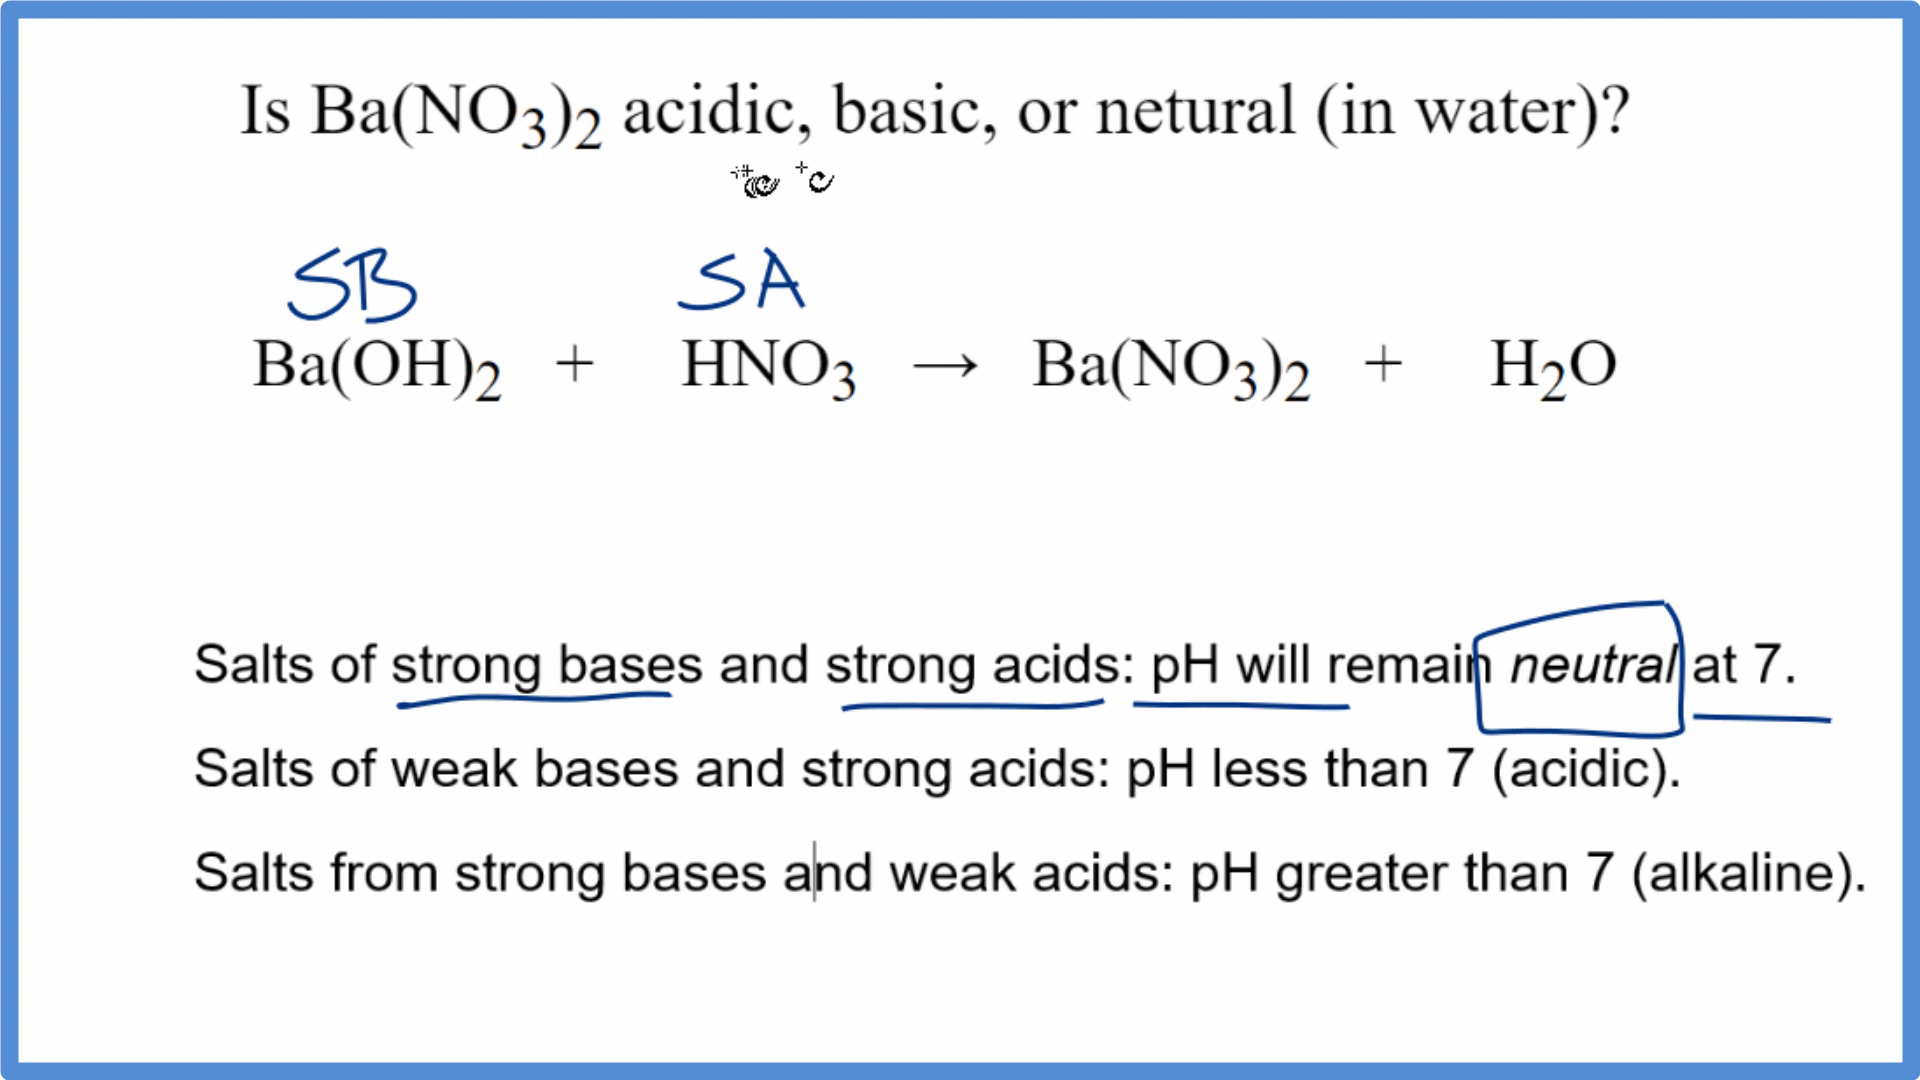 Is Ba(NO3)2 acidic, basic, or netural (in water)?
SB SA
Ba(OH)2 + HNO3 → Ba(NO3)2 + H2O
Salts of strong bases and strong acids: pH will remain neutral at 7.
Salts of weak bases and strong acids: pH less than 7 (acidic).
Salts from strong bases and weak acids: pH greater than 7 (alkaline).